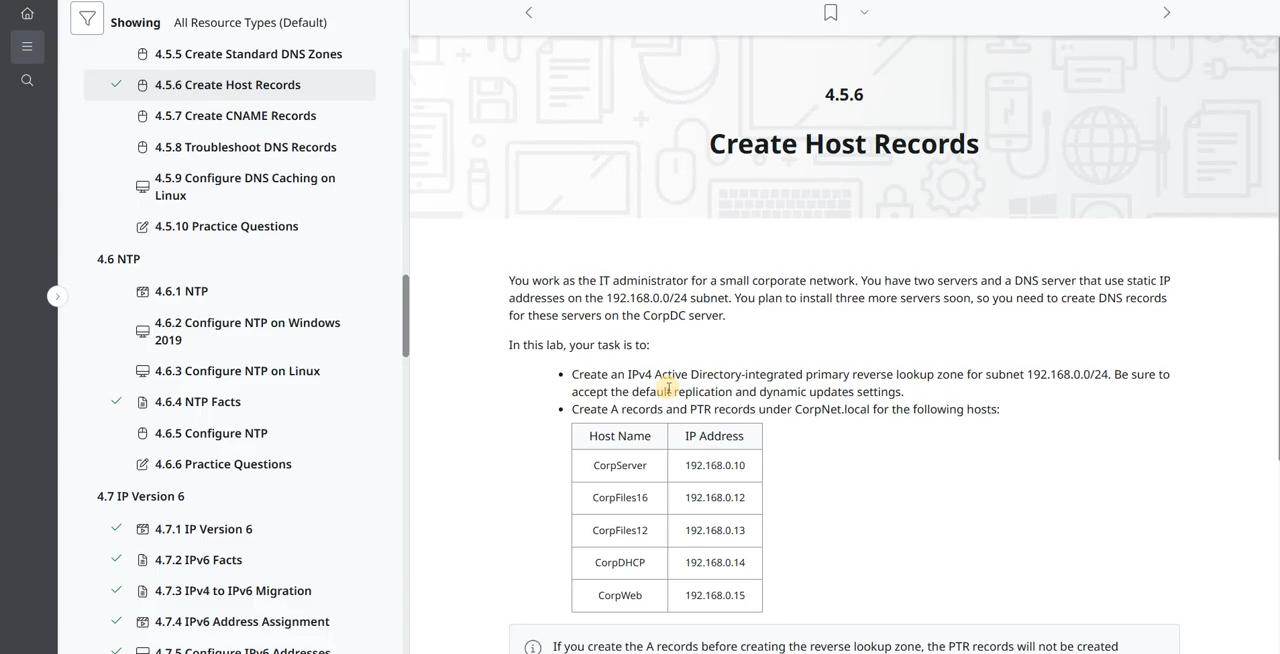 Showing All Resource Types (Default)
4.5.5 Create Standard DNS Zones
4.5.6 Create Host Records
4.5.7 Create CNAME Records
4.5.8 Troubleshoot DNS Records
4.5.9 Configure DNS Caching on
Linux
4.5.10 Practice Questions
4.6 NTP
4.6.1 NTP
4.6.2 Configure NTP on Windows
2019
4.6.3 Configure NTP on Linux
4.6.4 NTP Facts
4.6.5 Configure NTP
4.6.6 Practice Questions
4.7 IP Version 6
4.7.1 IP Version 6
4.7.2 IPv6 Facts
4.7.3 IPv4 to IPv6 Migration
4.7.4 IPv6 Address Assignment
4.7.5 Configure IPv6 Addresses
4.5.6
Create Host Records
You work as the IT administrator for a small corporate network. You have two servers and a DNS server that use static IP
addresses on the 192.168.0.0/24 subnet. You plan to install three more servers soon, so you need to create DNS records
for these servers on the CorpDC server.
In this lab, your task is to:
• Create an IPv4 Active Directory-integrated primary reverse lookup zone for subnet 192.168.0.0/24. Be sure to
accept the default replication and dynamic updates settings.
• Create A records and PTR records under CorpNet.local for the following hosts:
Host Name IP Address
CorpServer 192.168.0.10
CorpFiles16 192.168.0.12
CorpFiles12 192.168.0.13
CorpDHCP 192.168.0.14
CorpWeb 192.168.0.15
If you create the A records before creating the reverse lookup zone, the PTR records will not be created